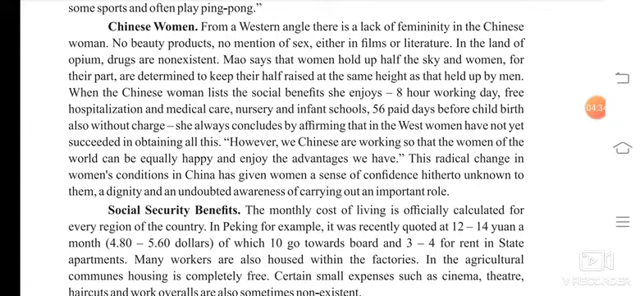 some sports and often play ping-pong.”
Chinese Women. From a Western angle there is a lack of femininity in the Chinese
woman. No beauty products, no mention of sex, either in films or literature. In the land of
opium, drugs are nonexistent. Mao says that women hold up half the sky and women, for
their part, are determined to keep their half raised at the same height as that held up by men.
When the Chinese woman lists the social benefits she enjoys – 8 hour working day, free
hospitalization and medical care, nursery and infant schools, 56 paid days before child birth
also without charge – she always concludes by affirming that in the West women have not yet
succeeded in obtaining all this. “However, we Chinese are working so that the women of the
world can be equally happy and enjoy the advantages we have.” This radical change in
women's conditions in China has given women a sense of confidence hitherto unknown to
them, a dignity and an undoubted awareness of carrying out an important role.
Social Security Benefits. The monthly cost of living is officially calculated for
every region of the country. In Peking for example, it was recently quoted at 12 – 14 yuan a
month (4.80 – 5.60 dollars) of which 10 go towards board and 3 – 4 for rent in State
apartments. Many workers are also housed within the factories. In the agricultural
communes housing is completely free. Certain small expenses such as cinema, theatre,
haircuts and work overalls are also sometimes non-existent.
04:34
V RECORDER